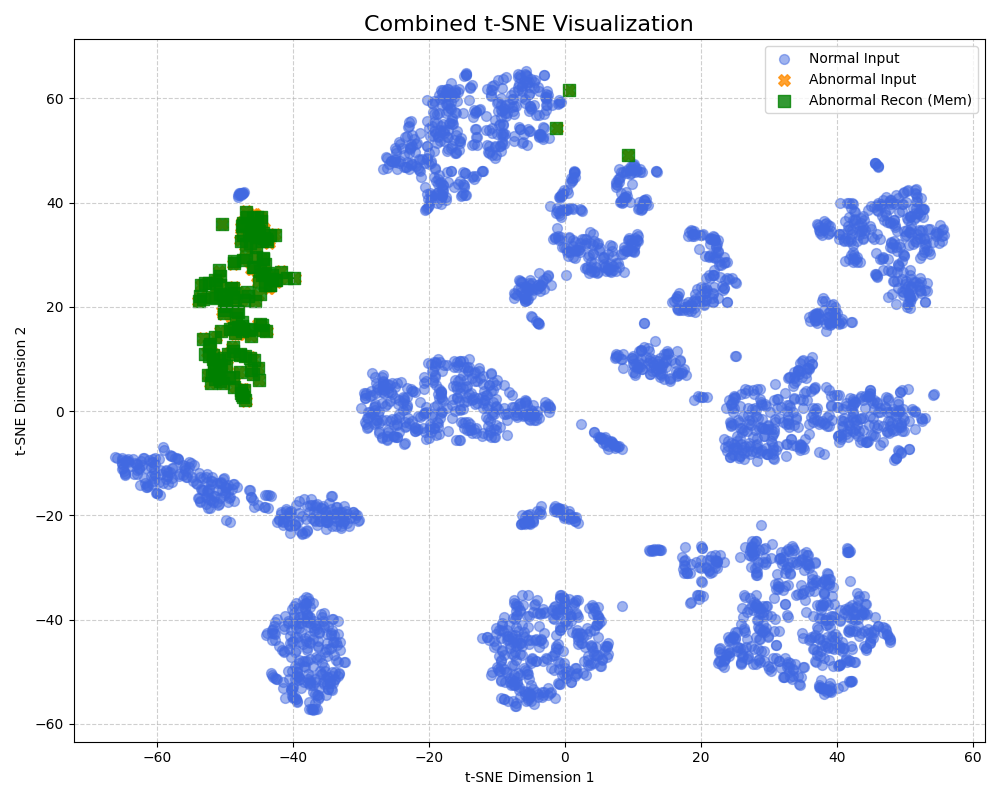 Combined t-SNE Visualization
Normal Input
Abnormal Input
Abnormal Recon (Mem)
t-SNE Dimension 2
60
40
20
0
−20
−40
−60
−60
−40
−20
0
20
40
60
t-SNE Dimension 1